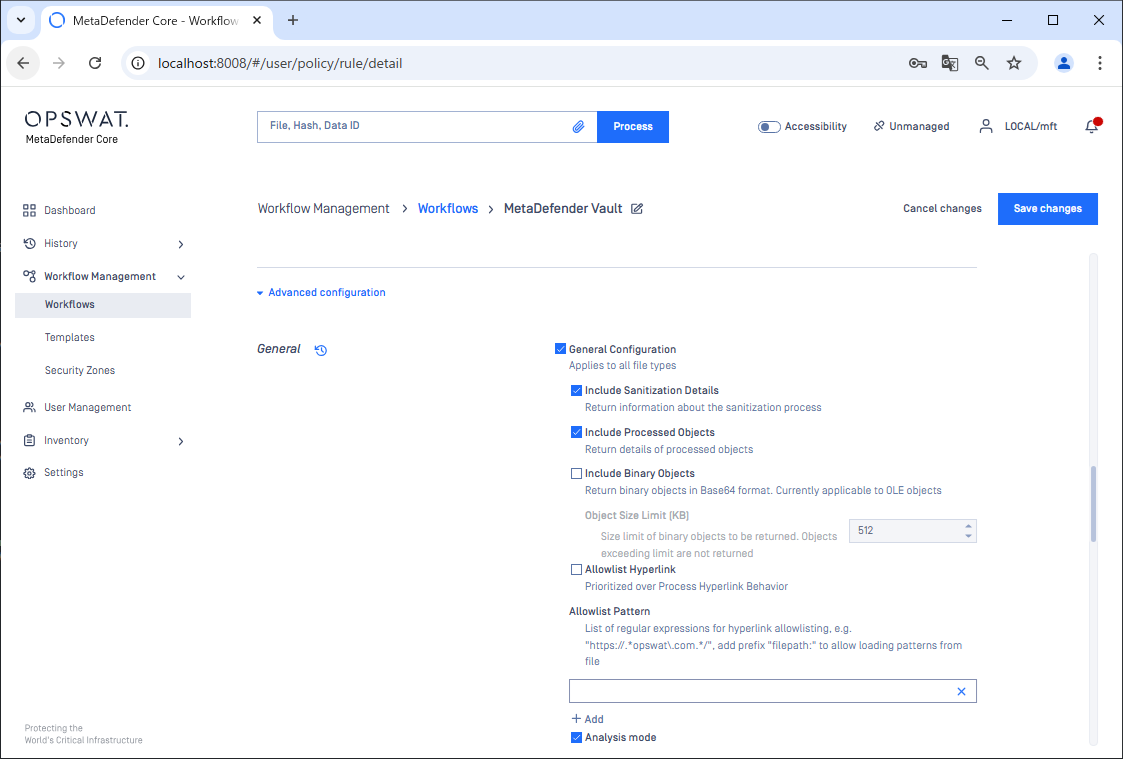 MetaDefender Core - Workflow
localhost:8008/#/user/policy/rule/detail
OPSWAT.
MetaDefender Core
File, Hash, Data ID
Process
Accessibility
Unmanaged
LOCAL/mft
Dashboard
History
Workflow Management
Workflows
Templates
Security Zones
User Management
Inventory
Settings
Protecting the
World's Critical Infrastructure
Workflow Management > Workflows > MetaDefender Vault
Cancel changes
Save changes
Advanced configuration
General
General Configuration
Applies to all file types
Include Sanitization Details
Return information about the sanitization process
Include Processed Objects
Return details of processed objects
Include Binary Objects
Return binary objects in Base64 format. Currently applicable to OLE objects
Object Size Limit (KB)
Size limit of binary objects to be returned. Objects
exceeding limit are not returned
512
Allowlist Hyperlink
Prioritized over Process Hyperlink Behavior
Allowlist Pattern
List of regular expressions for hyperlink allowlisting, e.g.
"https://.*opswat\.com.*/", add prefix "filepath:" to allow loading patterns from
file
+ Add
Analysis mode